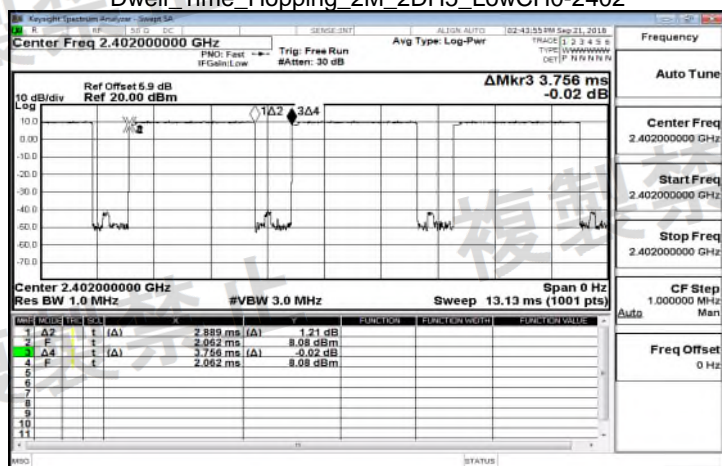 Dwell_Time_Hopping_2M_2DH5_LowCH0-2402
Keysight Spectrum Analyzer - Swept SA
R RF 50 Ω DC SENSE:INT ALIGN AUTO 02:43:55 PM Sep 21, 2018
Center Freq 2.402000000 GHz
PNO: Fast
IFGain:Low
Trig: Free Run
#Atten: 30 dB
Avg Type: Log-Pwr
TRACE 1 2 3 4 5 6
TYPE WWWWWW
DET P N N N N N
Frequency
Ref Offset 6.9 dB
Ref 20.00 dBm
10 dB/div
Log
ΔMkr3 3.756 ms
-0.02 dB
10.0
0.00
-10.0
-20.0
-30.0
-40.0
-50.0
-60.0
-70.0
1Δ2
3Δ4
Center 2.402000000 GHz
Res BW 1.0 MHz
#VBW 3.0 MHz
Span 0 Hz
Sweep 13.13 ms (1001 pts)
MKR MODE TRC SCL X Y FUNCTION FUNCTION WIDTH FUNCTION VALUE
1 Δ2 t (Δ) 2.889 ms (Δ) 1.21 dB
2 F t 2.062 ms 8.08 dBm
3 Δ4 t (Δ) 3.756 ms (Δ) -0.02 dB
4 F t 2.062 ms 8.08 dBm
5
6
7
8
9
10
11
MSG
STATUS
Auto Tune
Center Freq
2.402000000 GHz
Start Freq
2.402000000 GHz
Stop Freq
2.402000000 GHz
CF Step
1.000000 MHz
Auto Man
Freq Offset
0 Hz
複製禁止